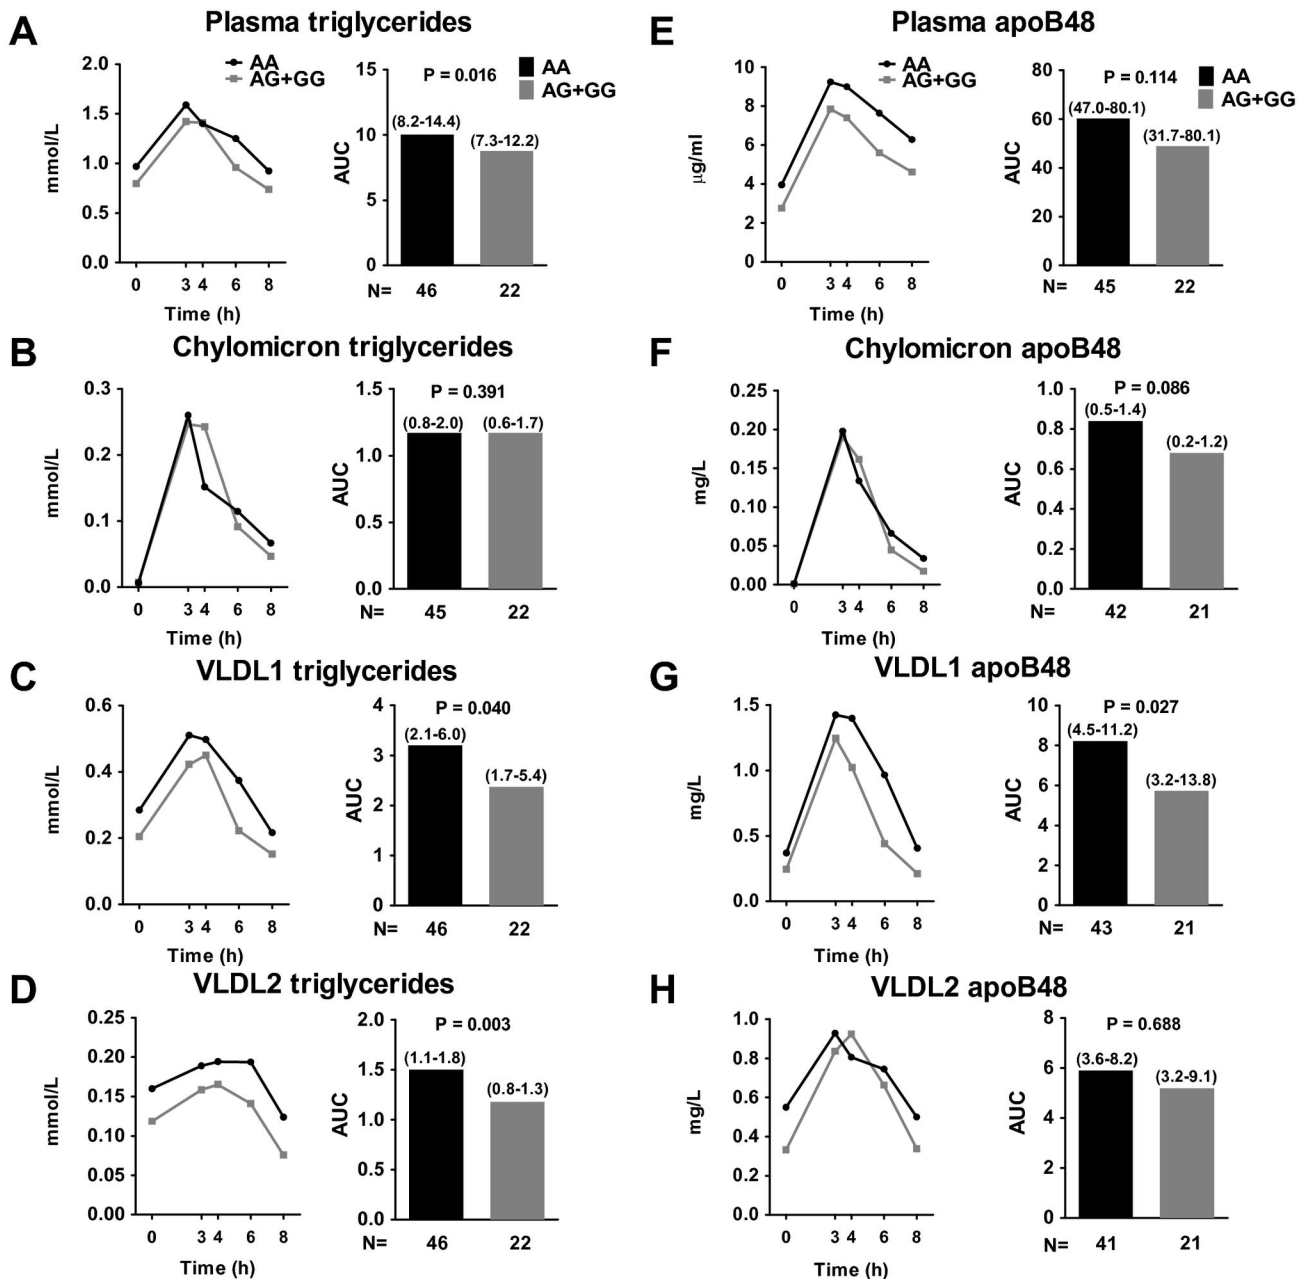 A
Plasma triglycerides
AA
AG+GG
mmol/L
2.0
1.5
1.0
0.5
0.0
0 3 4 6 8
Time (h)
P = 0.016
AA
AG+GG
AUC
15
10
5
0
(8.2-14.4)
(7.3-12.2)
N= 46 22
E
Plasma apoB48
AA
AG+GG
µg/ml
10
8
6
4
2
0
0 3 4 6 8
Time (h)
P = 0.114
AA
AG+GG
AUC
80
60
40
20
0
(47.0-80.1)
(31.7-80.1)
N= 45 22
B
Chylomicron triglycerides
mmol/L
0.3
0.2
0.1
0.0
0 3 4 6 8
Time (h)
P = 0.391
AUC
1.5
1.0
0.5
0.0
(0.8-2.0) (0.6-1.7)
N= 45 22
F
Chylomicron apoB48
mg/L
0.25
0.20
0.15
0.10
0.05
0.00
0 3 4 6 8
Time (h)
P = 0.086
AUC
1.0
0.8
0.6
0.4
0.2
0.0
(0.5-1.4)
(0.2-1.2)
N= 42 21
C
VLDL1 triglycerides
mmol/L
0.6
0.4
0.2
0.0
0 3 4 6 8
Time (h)
P = 0.040
AUC
4
3
2
1
0
(2.1-6.0)
(1.7-5.4)
N= 46 22
G
VLDL1 apoB48
mg/L
1.5
1.0
0.5
0.0
0 3 4 6 8
Time (h)
P = 0.027
AUC
10
8
6
4
2
0
(4.5-11.2)
(3.2-13.8)
N= 43 21
D
VLDL2 triglycerides
mmol/L
0.25
0.20
0.15
0.10
0.05
0.00
0 3 4 6 8
Time (h)
P = 0.003
AUC
2.0
1.5
1.0
0.5
0.0
(1.1-1.8)
(0.8-1.3)
N= 46 22
H
VLDL2 apoB48
mg/L
1.0
0.8
0.6
0.4
0.2
0.0
0 3 4 6 8
Time (h)
P = 0.688
AUC
8
6
4
2
0
(3.6-8.2)
(3.2-9.1)
N= 41 21